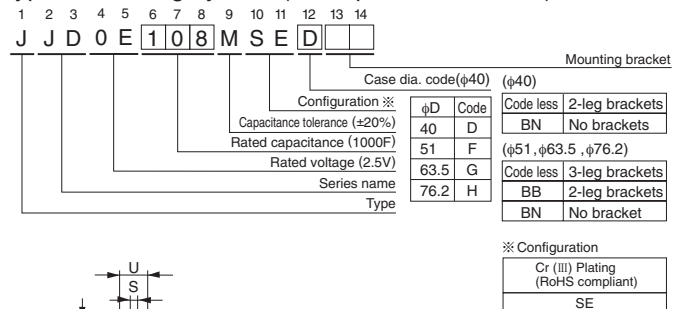 1 2 3 4 5 6 7 8 9 10 11 12 13 14
J J D 0 E 1 0 8 M S E D
Mounting bracket
Case dia. code(ϕ40)
Configuration ※
Capacitance tolerance (±20%)
Rated capacitance (1000F)
Rated voltage (2.5V)
Series name
Type
ϕD Code
40 D
51 F
63.5 G
76.2 H
(ϕ40)
Code less 2-leg brackets
BN No brackets
(ϕ51,ϕ63.5 ,ϕ76.2)
Code less 3-leg brackets
BB 2-leg brackets
BN No bracket
※ Configuration
Cr (III) Plating
(RoHS compliant)
SE
U
S